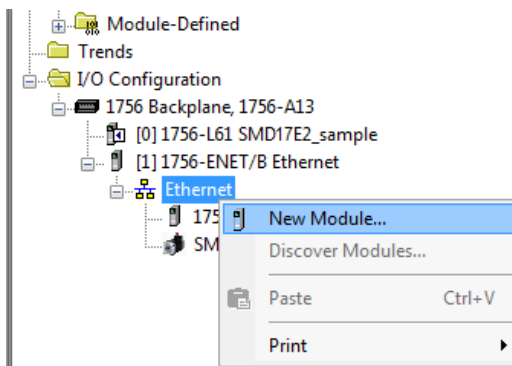 Module-Defined
Trends
I/O Configuration
1756 Backplane, 1756-A13
[0] 1756-L61 SMD17E2_sample
[1] 1756-ENET/B Ethernet
Ethernet
175
New Module...
SM
Discover Modules...
Paste Ctrl+V
Print